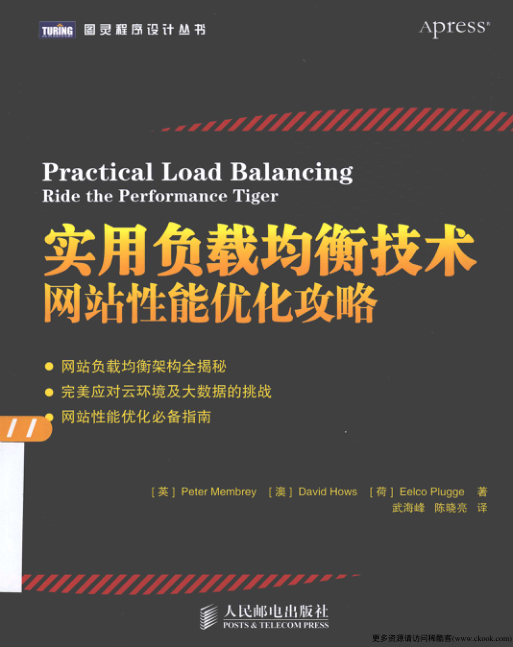 TURING 图灵程序设计丛书
Apress®
Practical Load Balancing
Ride the Performance Tiger
实用负载均衡技术
网站性能优化攻略
● 网站负载均衡架构全揭秘
● 完美应对云环境及大数据的挑战
● 网站性能优化必备指南
[英] Peter Membrey [澳] David Hows [荷] Eelco Plugge 著
武海峰 陈晓亮 译
人民邮电出版社
POSTS & TELECOM PRESS
更多资源请访问稀酷客(www.ckook.com)